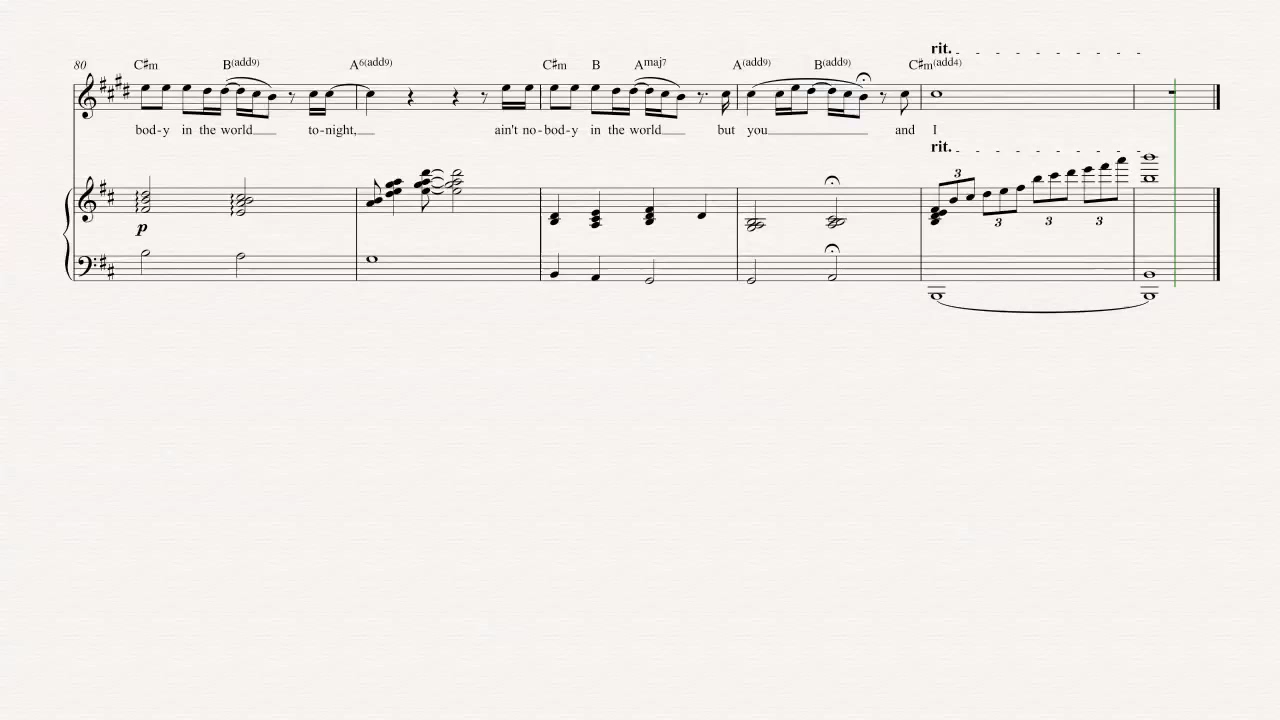 rit.
80 C♯m B(add9) A6(add9) C♯m B Amaj7 A(add9) B(add9) C♯m(add4)
bod-y in the world to-night, ain't no-bod-y in the world but you and I
rit.
3
p
3 3 3